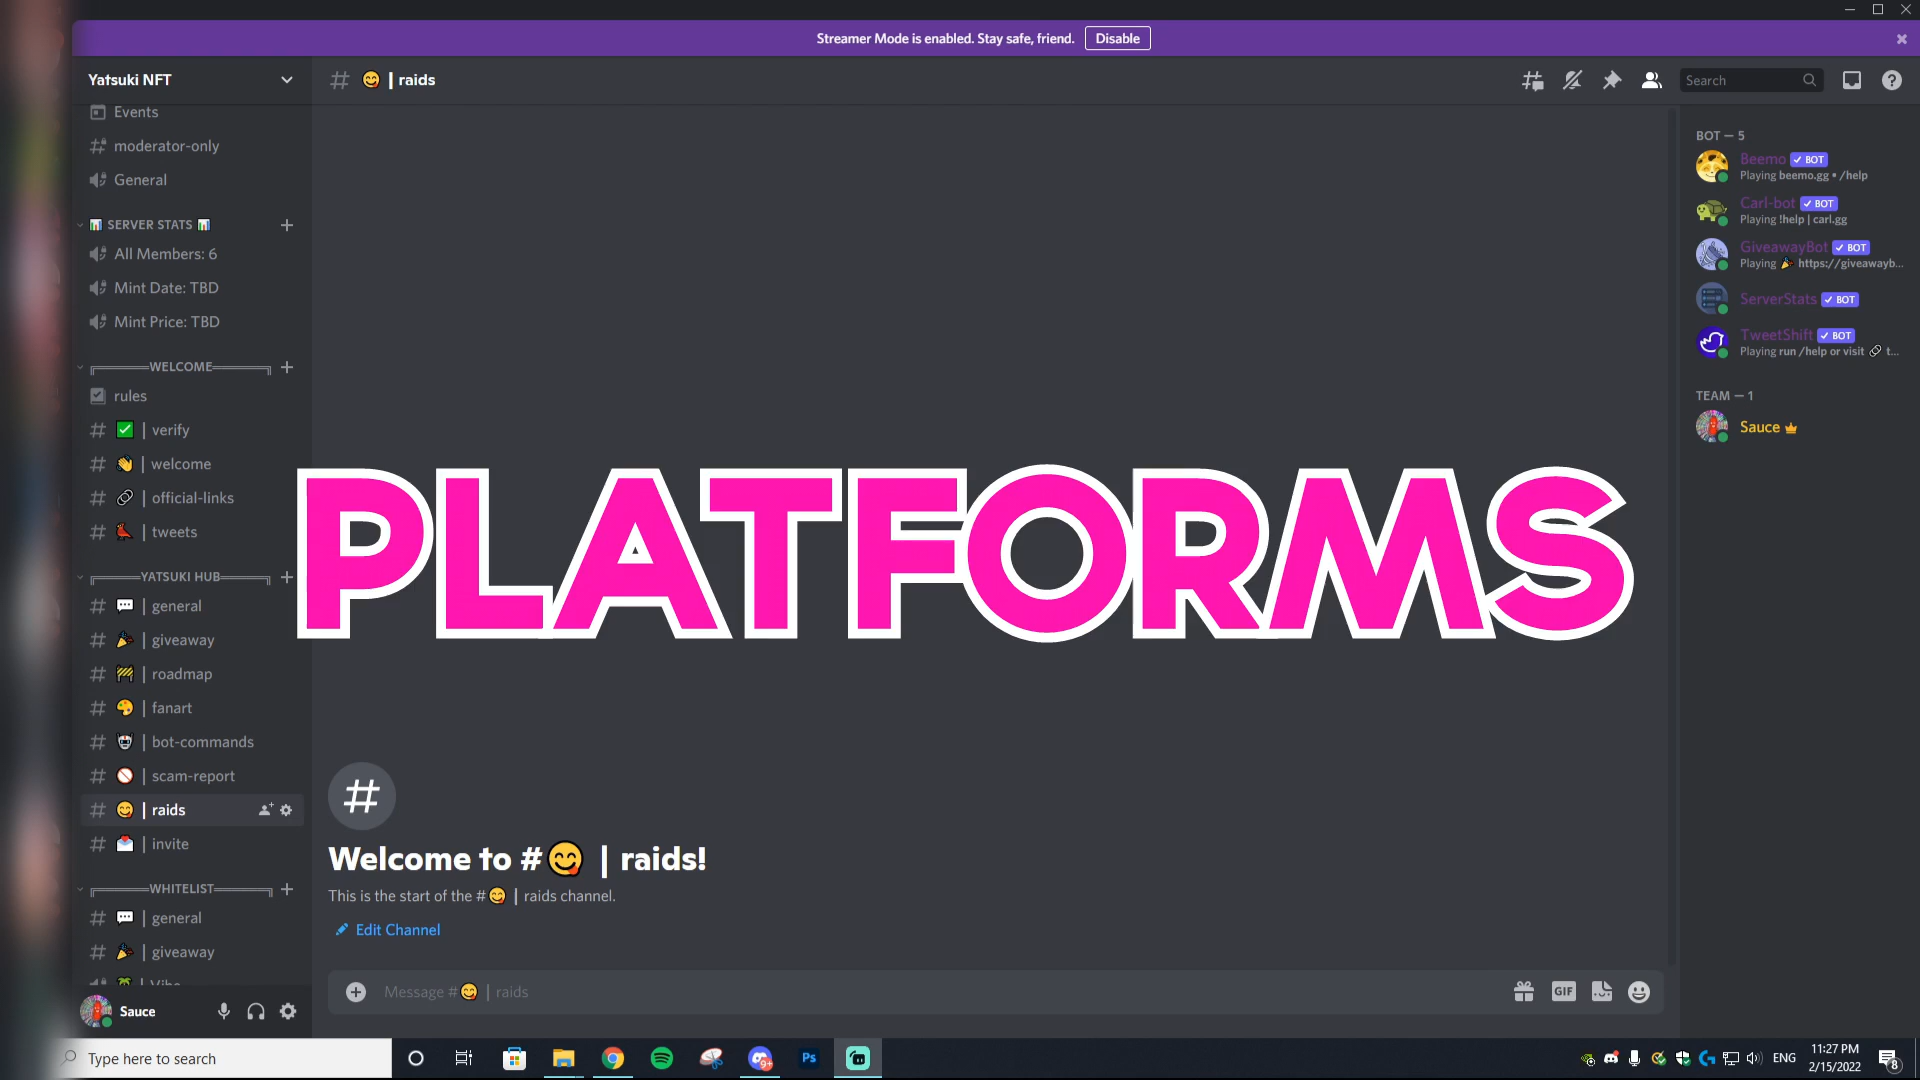 Streamer Mode is enabled. Stay safe, friend. Disable
Yatsuki NFT
# 😋 | raids
Search
Events
moderator-only
General
📊 SERVER STATS 📊
All Members: 6
Mint Date: TBD
Mint Price: TBD
╔═════WELCOME═════╗
rules
# ✅ | verify
# 👋 | welcome
# 🔗 | official-links
# 🐦 | tweets
╔════YATSUKI HUB════╗
# 💬 | general
# 🎉 | giveaway
# 🚧 | roadmap
# 🎨 | fanart
# 🤖 | bot-commands
# 🚫 | scam-report
# 😋 | raids
# 📩 | invite
╔═════WHITELIST═════╗
# 💬 | general
# 🎉 | giveaway
Sauce
PLATFORMS
Welcome to #😋 | raids!
This is the start of the #😋 | raids channel.
Edit Channel
Message #😋 | raids
GIF
BOT — 5
Beemo BOT
Playing beemo.gg • /help
Carl-bot BOT
Playing !help | carl.gg
GiveawayBot BOT
Playing 🎉 https://giveawayb...
ServerStats BOT
TweetShift BOT
Playing run /help or visit 🔗 t...
TEAM — 1
Sauce
Type here to search
9+
Ps
ENG
11:27 PM
2/15/2022
8